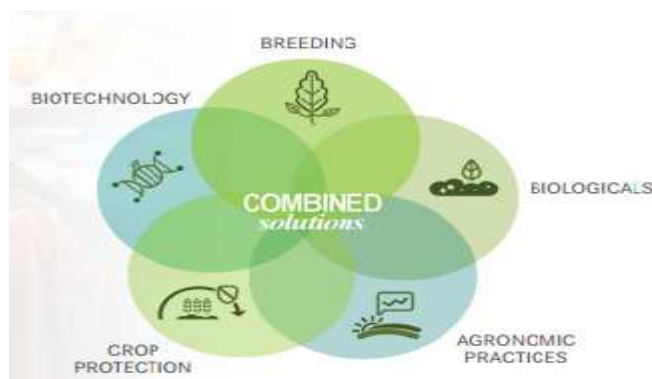 BREEDING
BIOTECHNOLOGY
BIOLOGICALS
COMBINED
solutions
CROP
PROTECTION
AGRONOMIC
PRACTICES